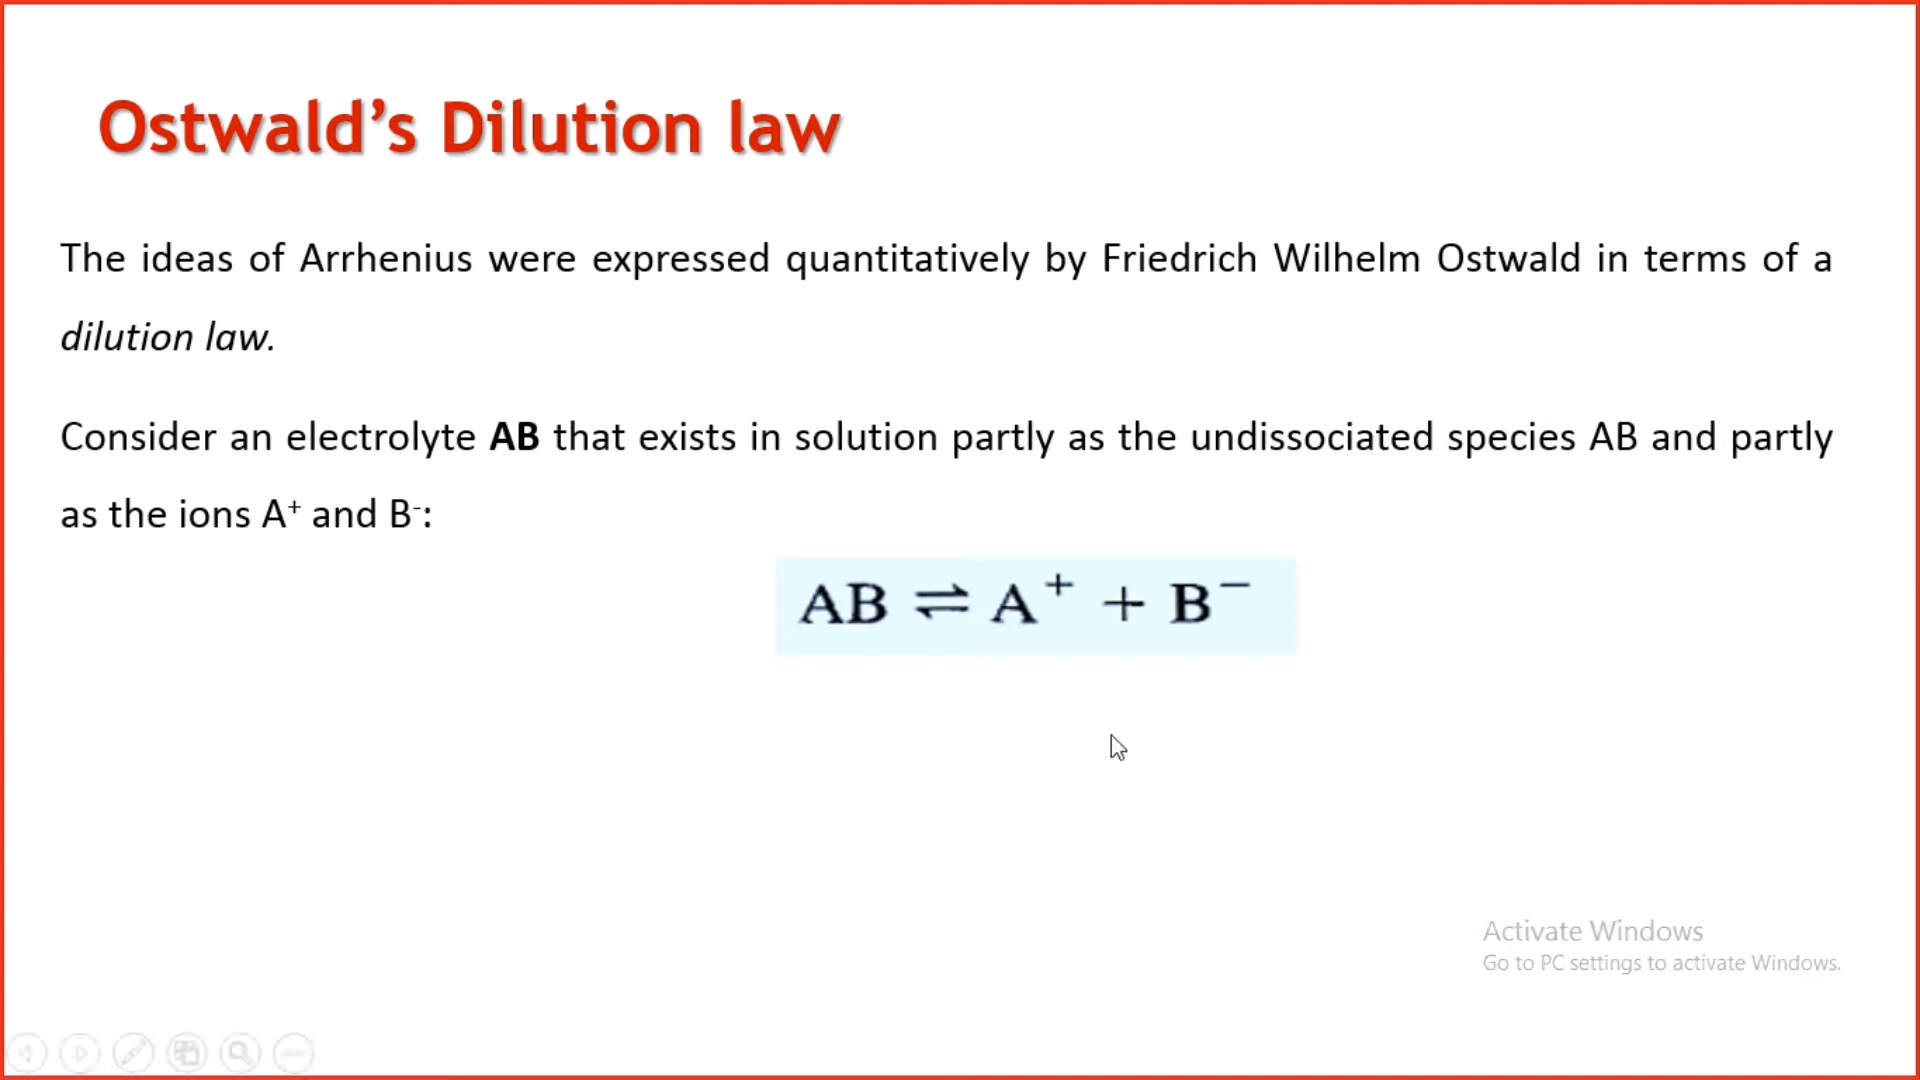 Ostwald’s Dilution law
The ideas of Arrhenius were expressed quantitatively by Friedrich Wilhelm Ostwald in terms of a
dilution law.
Consider an electrolyte AB that exists in solution partly as the undissociated species AB and partly
as the ions A⁺ and B⁻:
AB ⇌ A⁺ + B⁻
Activate Windows
Go to PC settings to activate Windows.